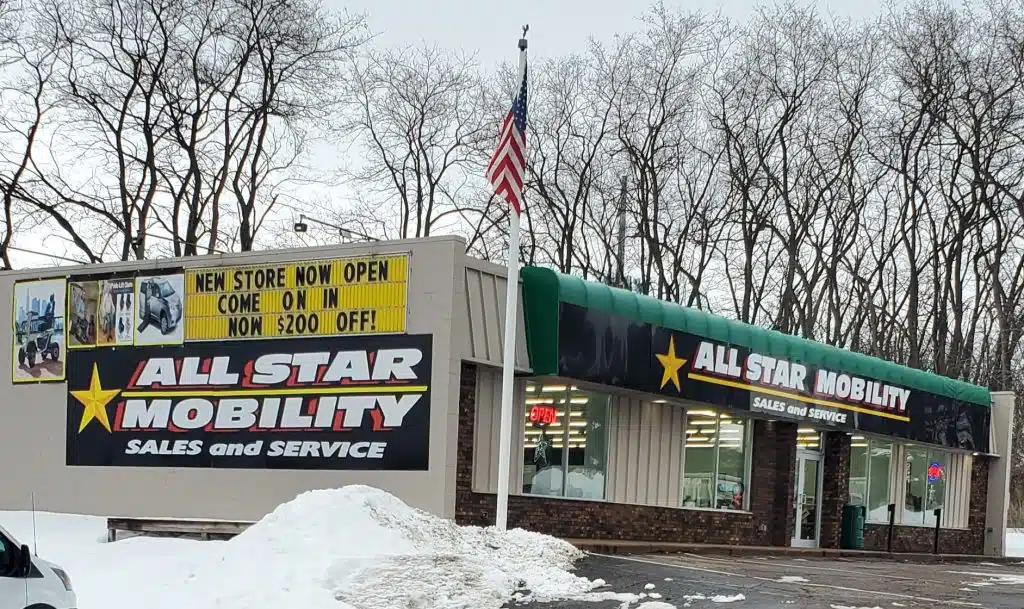 NEW STORE NOW OPEN
COME ON IN
NOW $200 OFF!
ALL STAR
MOBILITY
SALES and SERVICE
ALL STAR MOBILITY
SALES and SERVICE
OPEN